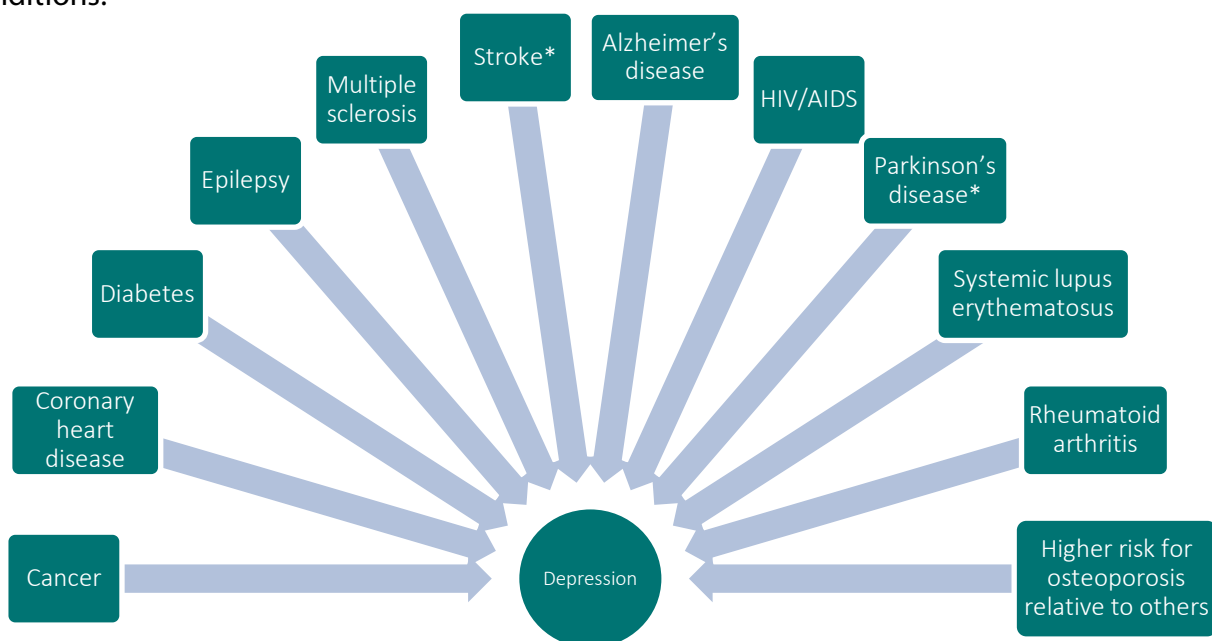 nditions.
Stroke*
Alzheimer's
disease
Multiple
sclerosis
HIV/AIDS
Epilepsy
Parkinson's
disease*
Diabetes
Systemic lupus
erythematosus
Coronary
heart
disease
Rheumatoid
arthritis
Cancer
Depression
Higher risk for
osteoporosis
relative to others